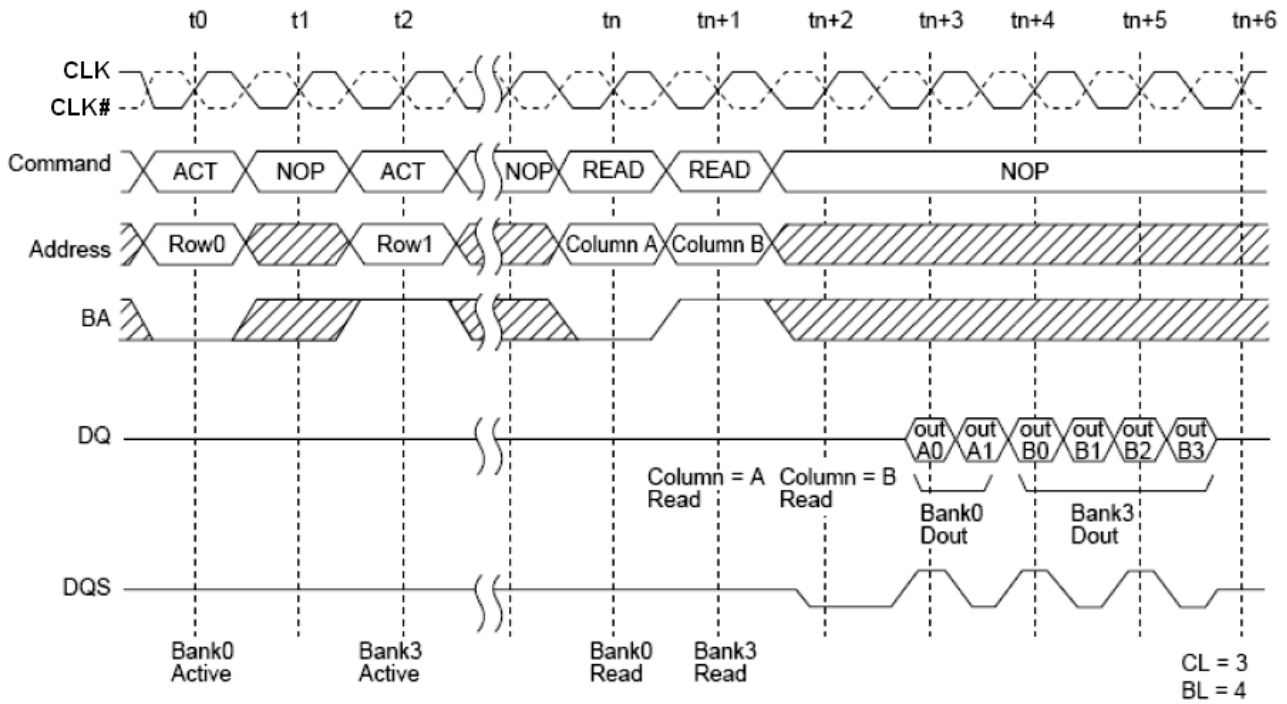 t0 t1 t2 tn tn+1 tn+2 tn+3 tn+4 tn+5 tn+6
CLK
CLK#
Command ACT NOP ACT NOP READ READ NOP
Address Row0 Row1 Column A Column B
BA
DQ out out out out out out
A0 A1 B0 B1 B2 B3
Column = A Column = B
Read Read
Bank0 Bank3
Dout Dout
DQS
Bank0 Bank3 Bank0 Bank3
Active Active Read Read
CL = 3
BL = 4